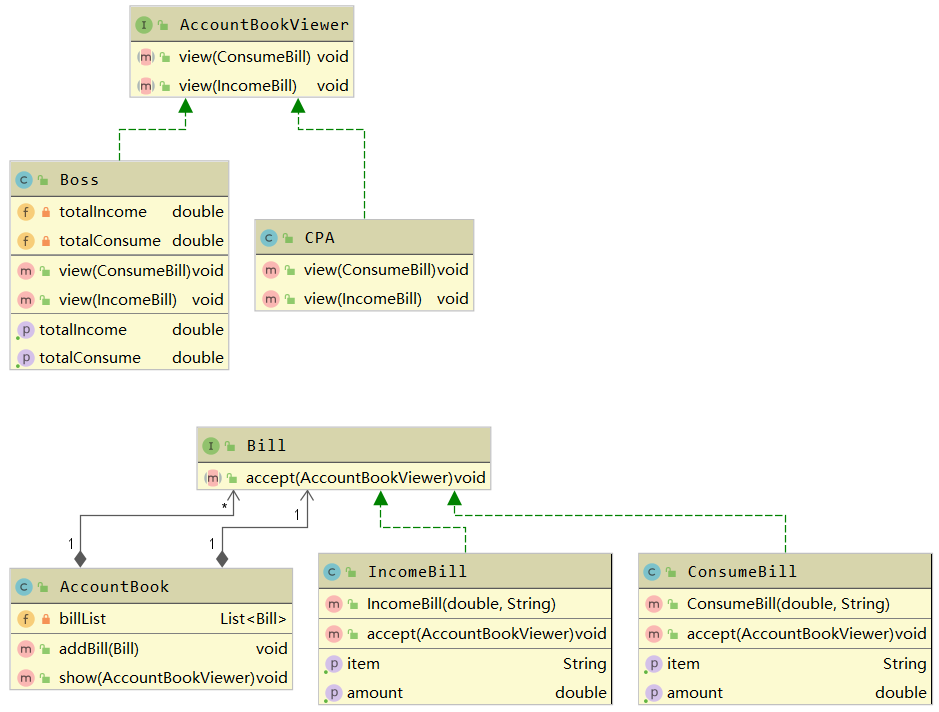 I AccountBookViewer
m view(ConsumeBill) void
m view(IncomeBill) void
C Boss
f totalIncome double
f totalConsume double
m view(ConsumeBill)void
m view(IncomeBill) void
p totalIncome double
p totalConsume double
C CPA
m view(ConsumeBill)void
m view(IncomeBill) void
I Bill
m accept(AccountBookViewer)void
* 1
1 1
C AccountBook
f billList List<Bill>
m addBill(Bill) void
m show(AccountBookViewer)void
C IncomeBill
m IncomeBill(double, String)
m accept(AccountBookViewer)void
p item String
p amount double
C ConsumeBill
m ConsumeBill(double, String)
m accept(AccountBookViewer)void
p item String
p amount double